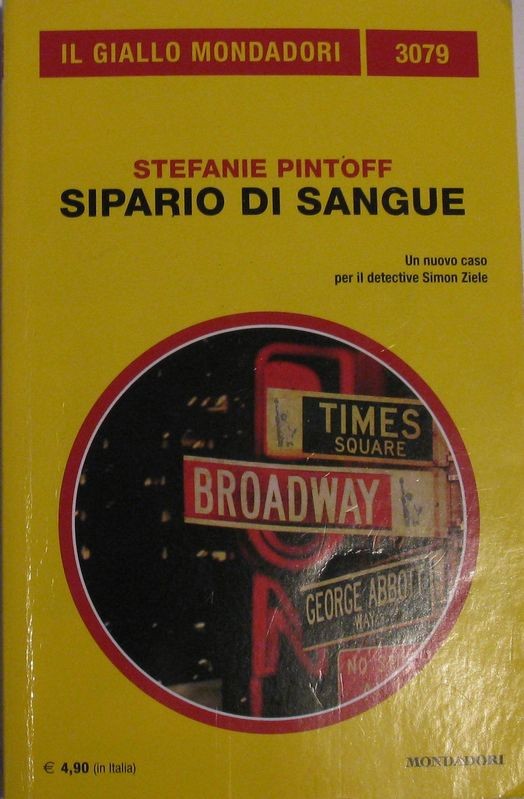 IL GIALLO MONDADORI 3079
STEFANIE PINTOFF
SIPARIO DI SANGUE
Un nuovo caso
per il detective Simon Ziele
TIMES
SQUARE
BROADWAY
GEORGE ABBOTT
WAY
NO
€ 4,90 (in Italia)
MONDADORI